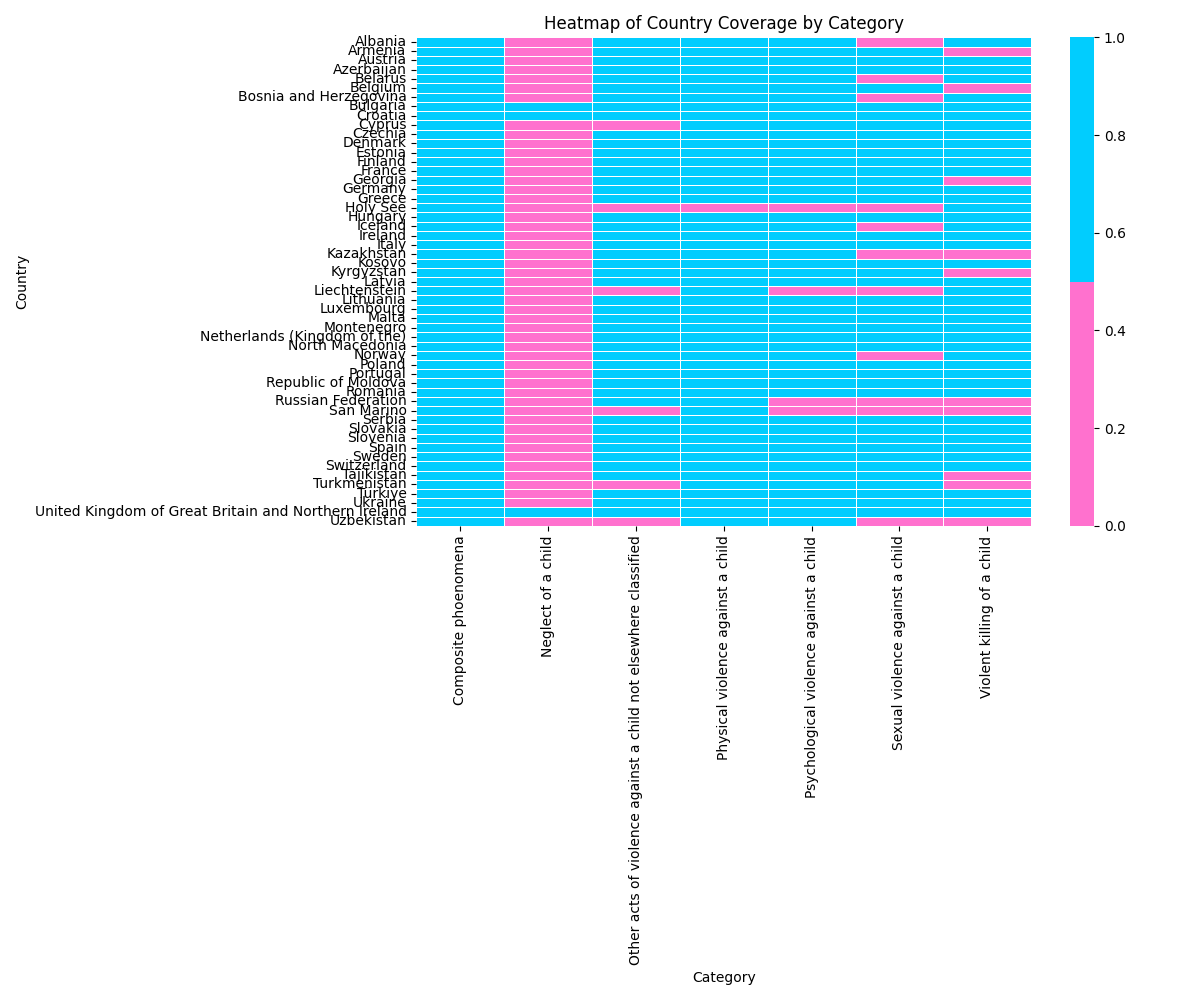 Heatmap of Country Coverage by Category
Country
Albania
Armenia
Austria
Azerbaijan
Belarus
Belgium
Bosnia and Herzegovina
Bulgaria
Croatia
Cyprus
Czechia
Denmark
Estonia
Finland
France
Georgia
Germany
Greece
Holy See
Hungary
Iceland
Ireland
Italy
Kazakhstan
Kosovo
Kyrgyzstan
Latvia
Liechtenstein
Lithuania
Luxembourg
Malta
Montenegro
Netherlands (Kingdom of the)
North Macedonia
Norway
Poland
Portugal
Republic of Moldova
Romania
Russian Federation
San Marino
Serbia
Slovakia
Slovenia
Spain
Sweden
Switzerland
Tajikistan
Turkmenistan
Türkiye
Ukraine
United Kingdom of Great Britain and Northern Ireland
Uzbekistan
1.0
0.8
0.6
0.4
0.2
0.0
Composite phoenomena
Neglect of a child
Other acts of violence against a child not elsewhere classified
Physical violence against a child
Psychological violence against a child
Sexual violence against a child
Violent killing of a child
Category